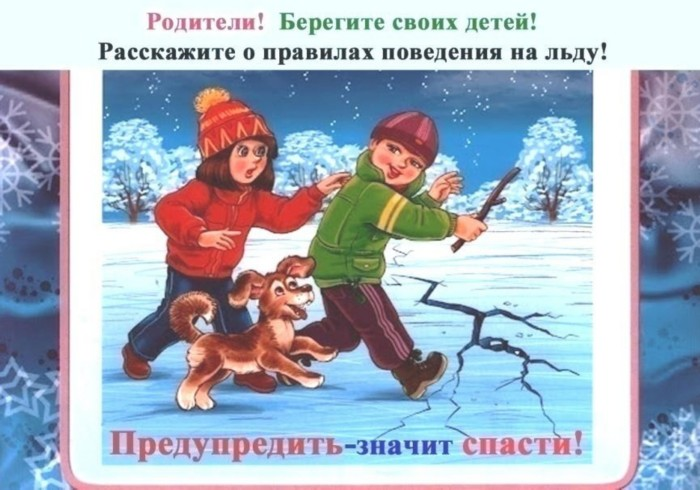 Родители! Берегите своих детей!
Расскажите о правилах поведения на льду!
Предупредить-значит спасти!